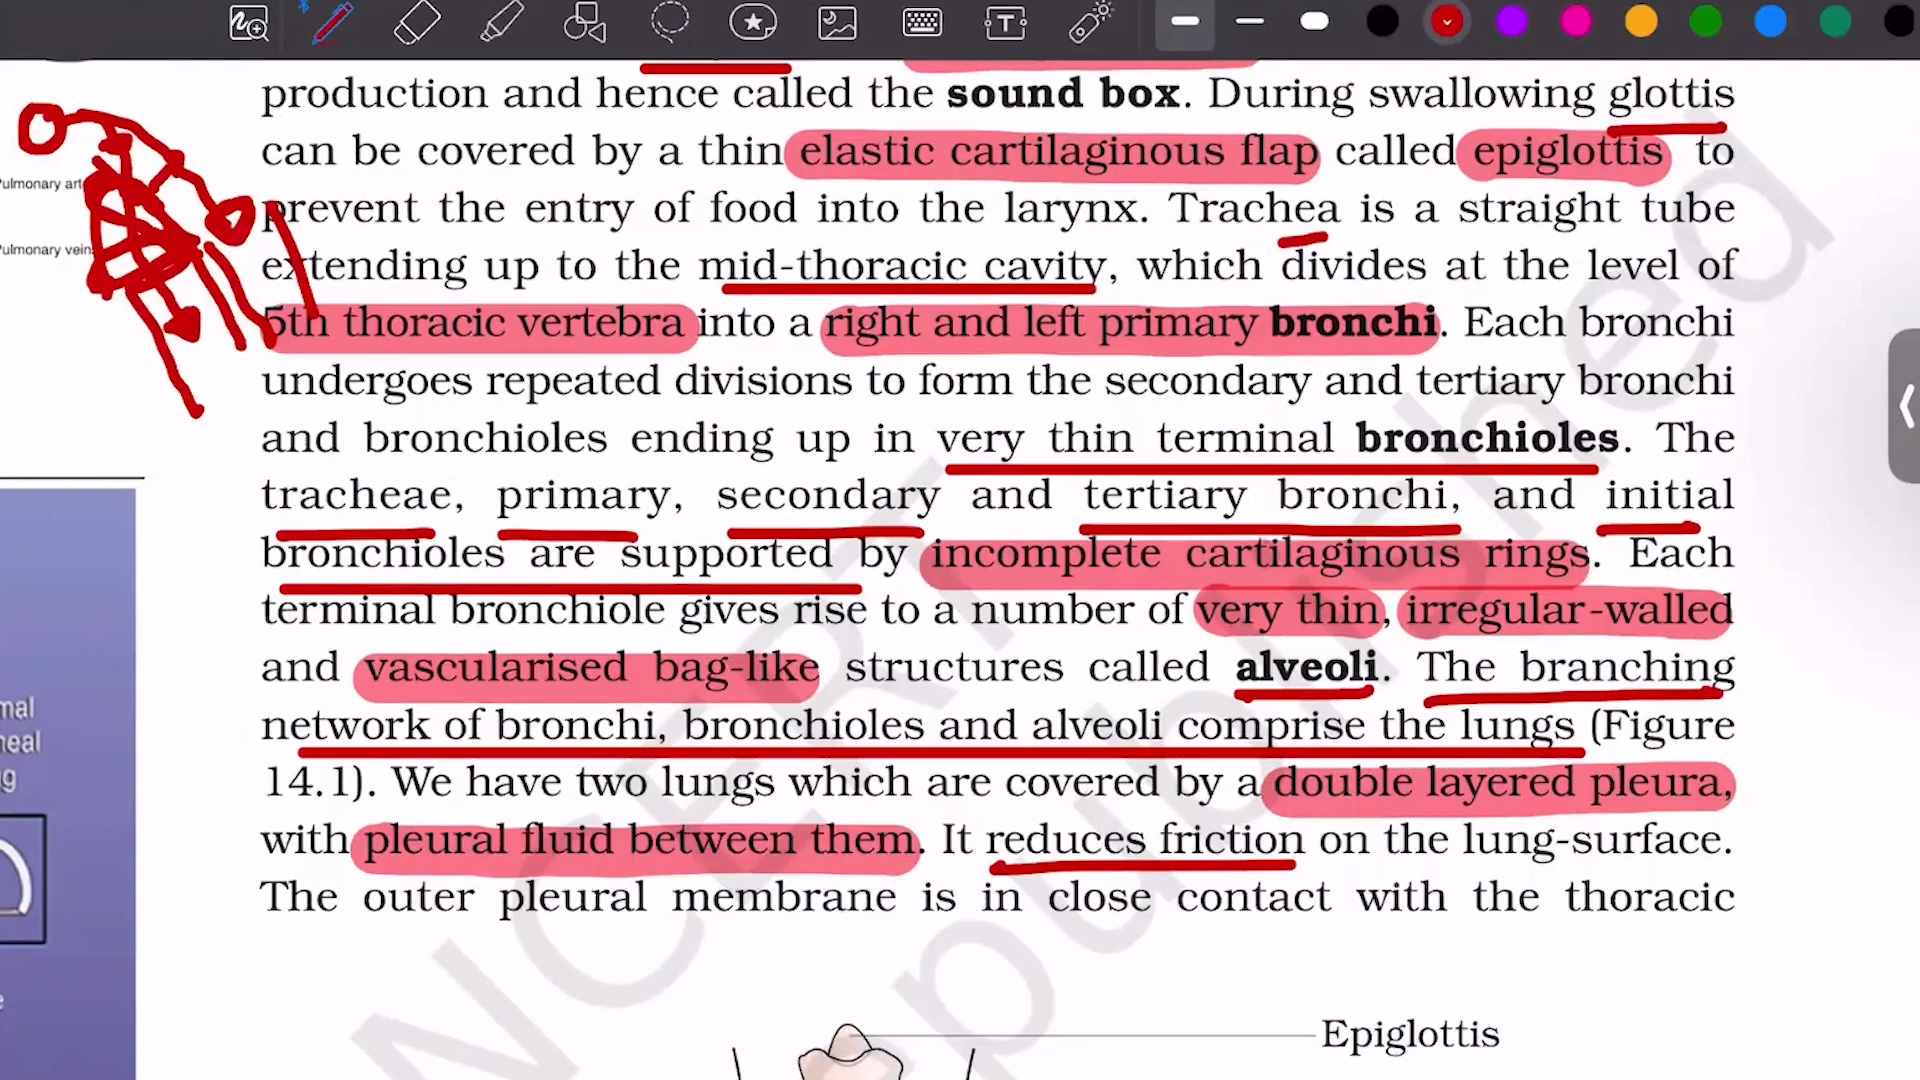 production and hence called the sound box. During swallowing glottis
can be covered by a thin elastic cartilaginous flap called epiglottis to
Pulmonary
prevent the entry of food into the larynx. Trachea is a straight tube
Pulmonary vein
extending up to the mid-thoracic cavity, which divides at the level of
5th thoracic vertebra into a right and left primary bronchi. Each bronchi
undergoes repeated divisions to form the secondary and tertiary bronchi
and bronchioles ending up in very thin terminal bronchioles. The
tracheae, primary, secondary and tertiary bronchi, and initial
bronchioles are supported by incomplete cartilaginous rings. Each
terminal bronchiole gives rise to a number of very thin, irregular-walled
and vascularised bag-like structures called alveoli. The branching
network of bronchi, bronchioles and alveoli comprise the lungs (Figure
14.1). We have two lungs which are covered by a double layered pleura,
with pleural fluid between them. It reduces friction on the lung-surface.
The outer pleural membrane is in close contact with the thoracic
Epiglottis
NCERT
published